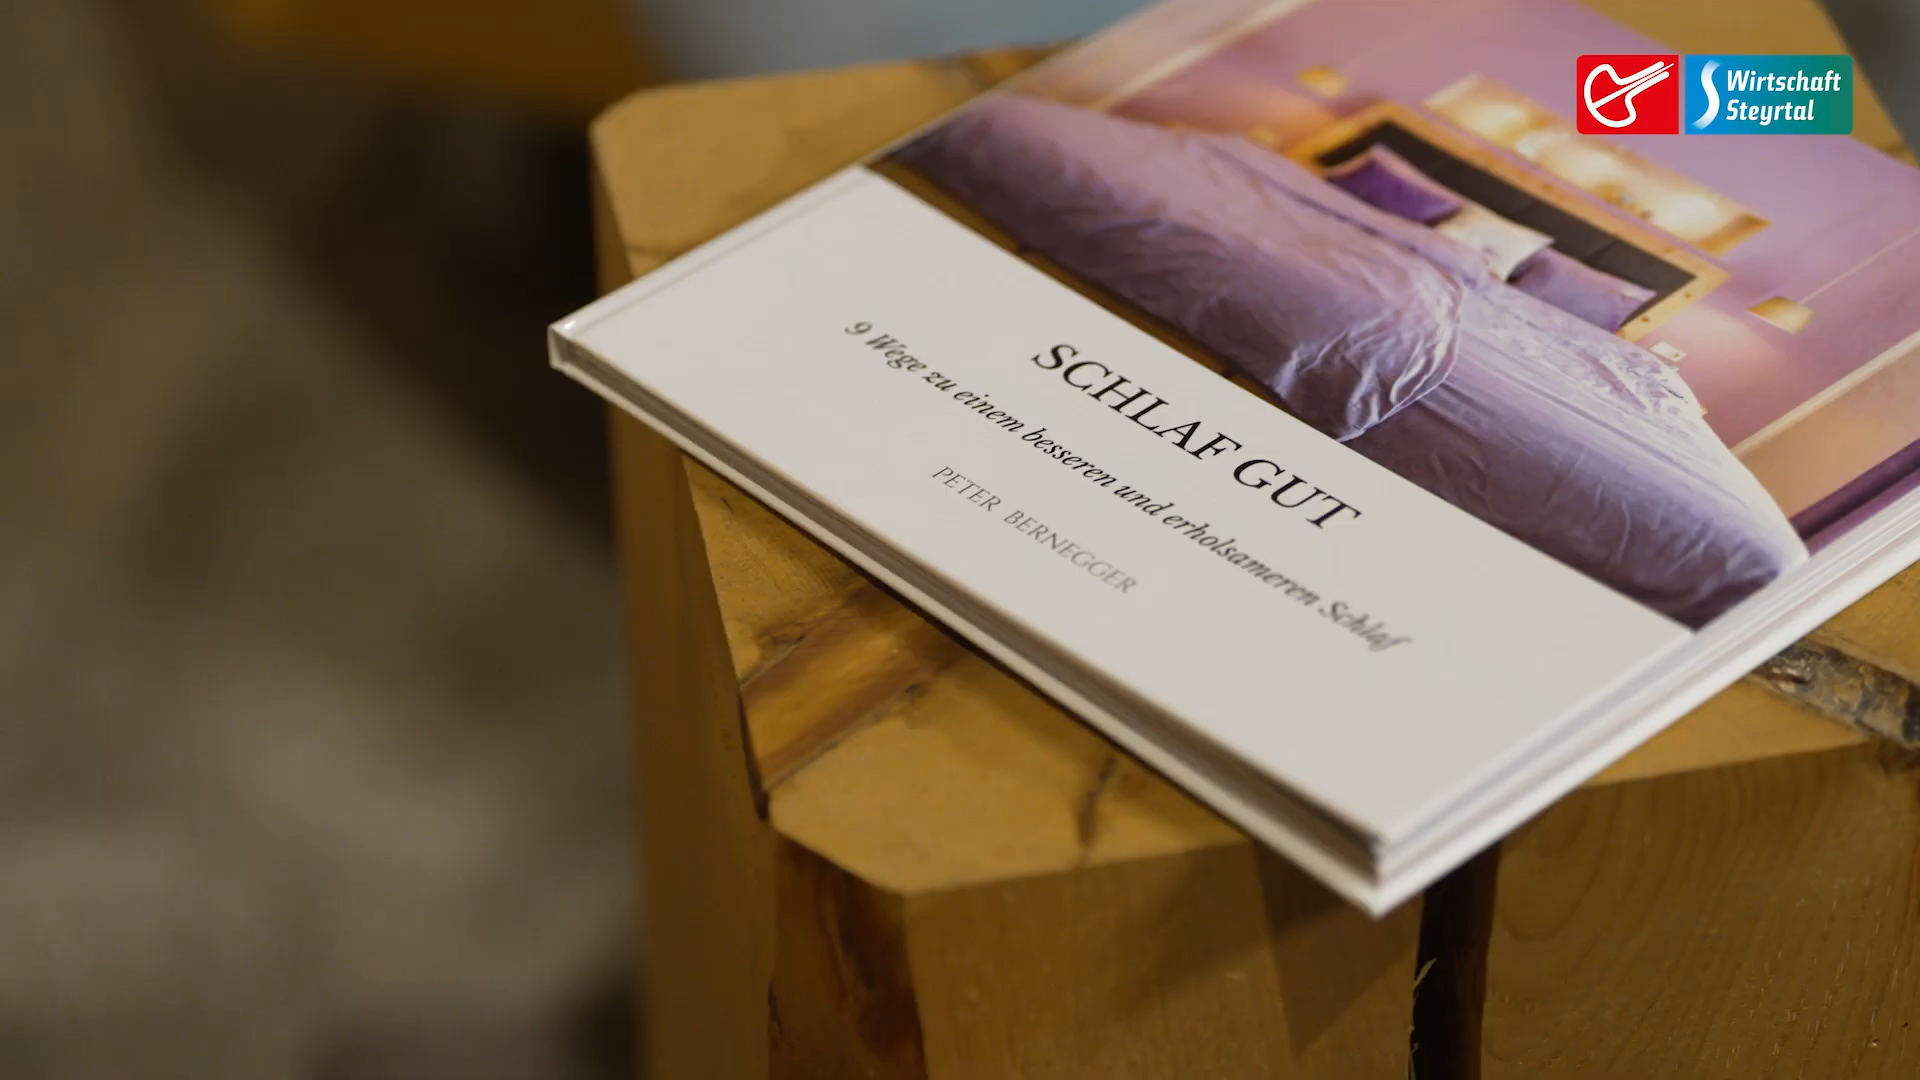 Wirtschaft
Steyrtal
SCHLAF GUT
9 Wege zu einem besseren und erholsameren Schlaf
PETER BERNEGGER